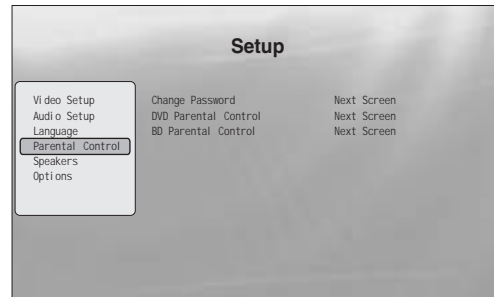 Setup
Video Setup
Audio Setup
Language
Parental Control
Speakers
Options
Change Password Next Screen
DVD Parental Control Next Screen
BD Parental Control Next Screen